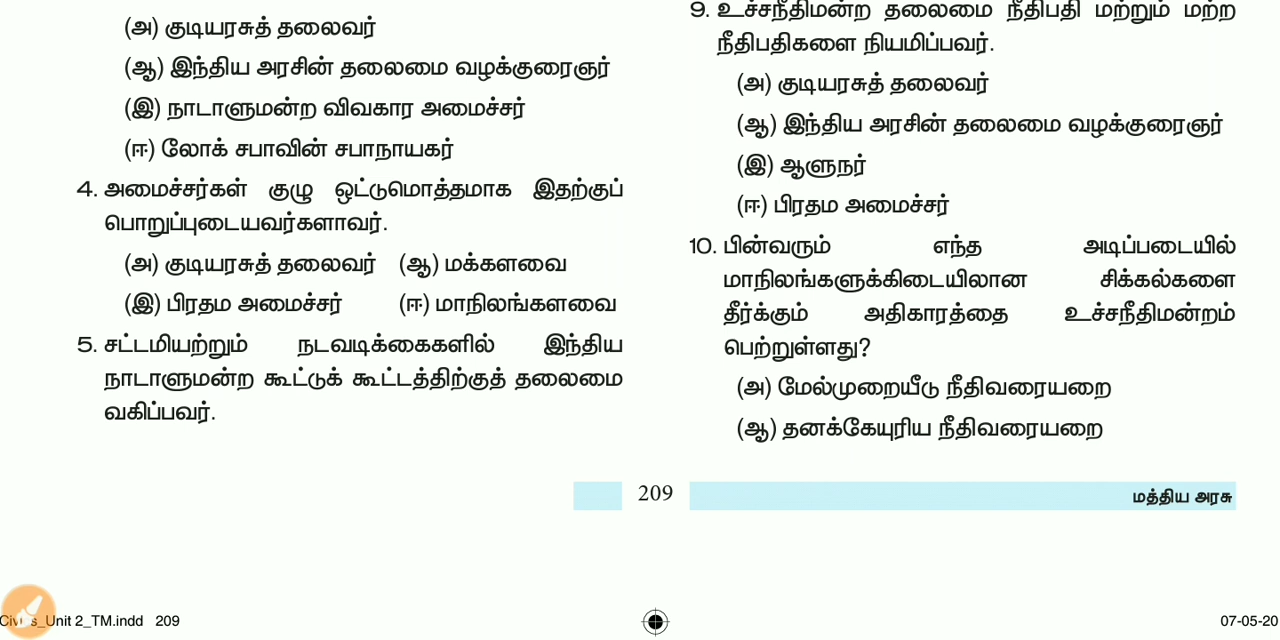 (அ) குடியரசுத் தலைவர்
(ஆ) இந்திய அரசின் தலைமை வழக்குரைஞர்
(இ) நாடாளுமன்ற விவகார அமைச்சர்
(ஈ) லோக் சபாவின் சபாநாயகர்
4. அமைச்சர்கள் குழு ஒட்டுமொத்தமாக இதற்குப்
பொறுப்புடையவர்களாவர்.
(அ) குடியரசுத் தலைவர் (ஆ) மக்களவை
(இ) பிரதம அமைச்சர் (ஈ) மாநிலங்களவை
5. சட்டமியற்றும் நடவடிக்கைகளில் இந்திய
நாடாளுமன்ற கூட்டுக் கூட்டத்திற்குத் தலைமை
வகிப்பவர்.
9. உச்சநீதிமன்ற தலைமை நீதிபதி மற்றும் மற்ற
நீதிபதிகளை நியமிப்பவர்.
(அ) குடியரசுத் தலைவர்
(ஆ) இந்திய அரசின் தலைமை வழக்குரைஞர்
(இ) ஆளுநர்
(ஈ) பிரதம அமைச்சர்
10. பின்வரும் எந்த அடிப்படையில்
மாநிலங்களுக்கிடையிலான சிக்கல்களை
தீர்க்கும் அதிகாரத்தை உச்சநீதிமன்றம்
பெற்றுள்ளது?
(அ) மேல்முறையீடு நீதிவரையறை
(ஆ) தனக்கேயுரிய நீதிவரையறை
209 மத்திய அரசு
Unit 2_TM.indd 209 07-05-20